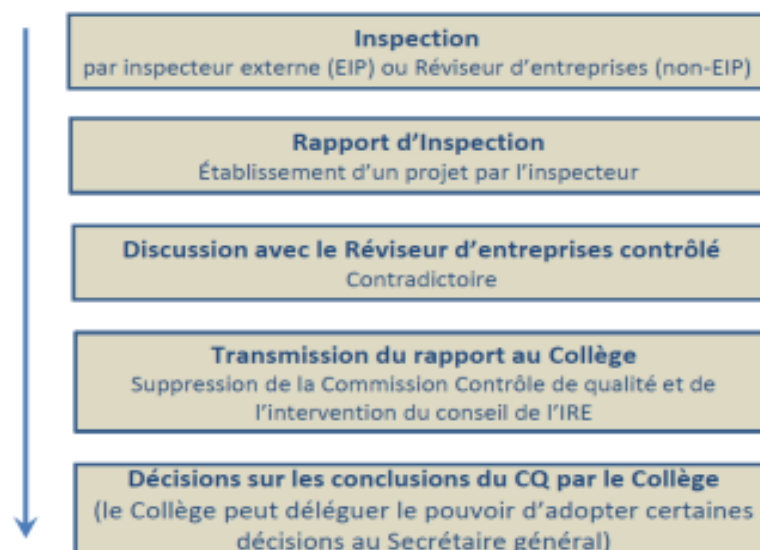 Inspection
par inspecteur externe (EIP) ou Réviseur d'entreprises (non-EIP)
Rapport d'Inspection
Établissement d'un projet par l'inspecteur
Discussion avec le Réviseur d'entreprises contrôlé
Contradictoire
Transmission du rapport au Collège
Suppression de la Commission Contrôle de qualité et de
l'intervention du conseil de l'IRE
Décisions sur les conclusions du CQ par le Collège
(le Collège peut déléguer le pouvoir d'adopter certaines
décisions au Secrétaire général)